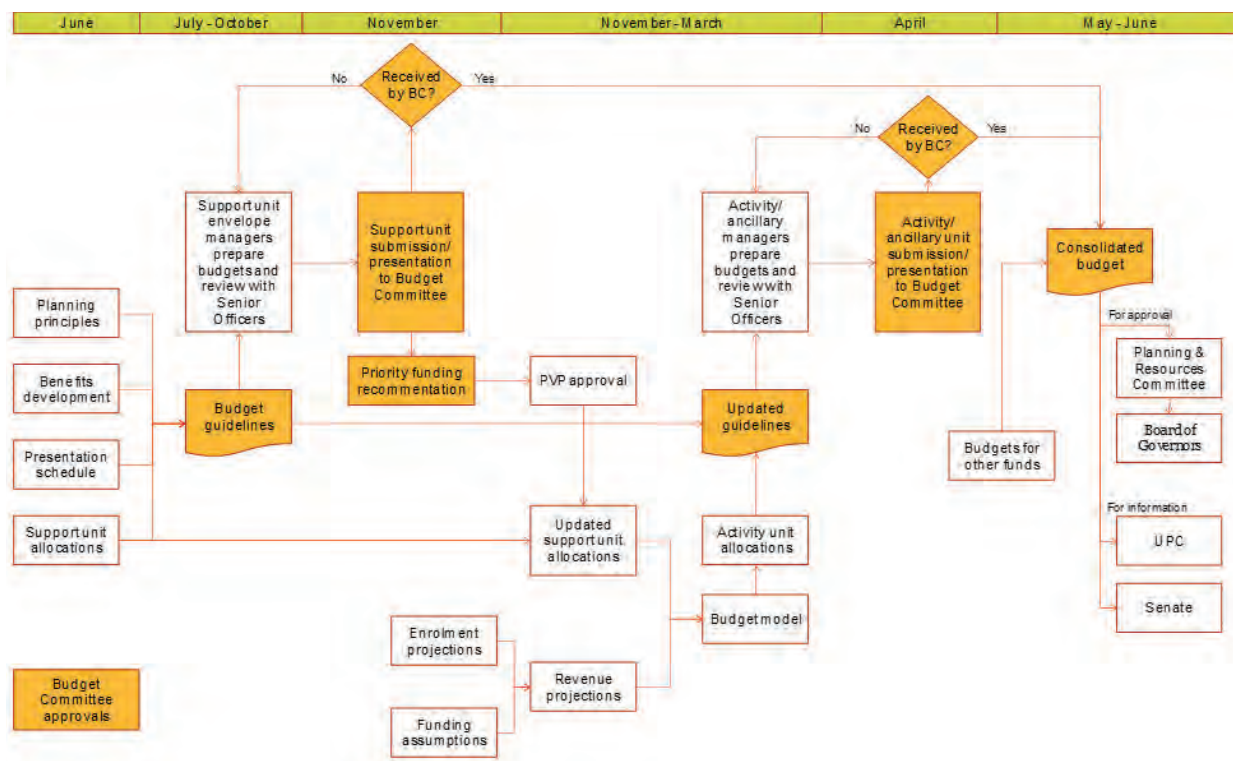 June
July - October
November
November - March
April
May - June
No
Received
by BC?
Yes
No
Received
by BC?
Yes
Support unit
envelope
managers
prepare
budgets and
review with
Senior
Officers
Support unit
submission/
presentation
to Budget
Committee
Activity/
ancillary
managers
prepare
budgets and
review with
Senior
Officers
Activity/
ancillary unit
submission/
presentation
to Budget
Committee
Consolidated
budget
Planning
principles
For approval
Planning &
Resources
Committee
Priority funding
recommentation
PVP approval
Benefits
development
Budget
guidelines
Updated
guidelines
Board of
Governors
Presentation
schedule
Budgets for
other funds
Support unit
allocations
Updated
support unit.
allocations
Activity unit
allocations
For information
UPC
Senate
Budget model
Enrolment
projections
Revenue
projections
Funding
assumptions
Budget
Committee
approvals